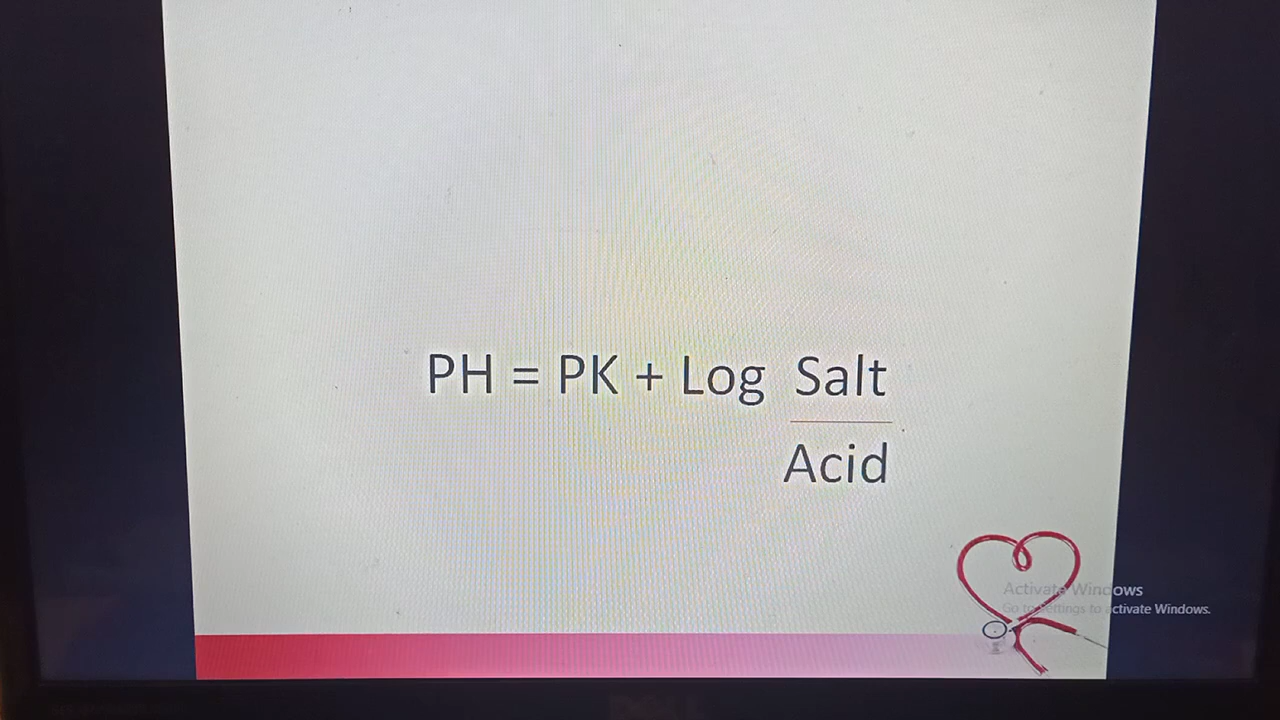 PH = PK + Log Salt
Acid
Activate Windows
Go to Settings to activate Windows.